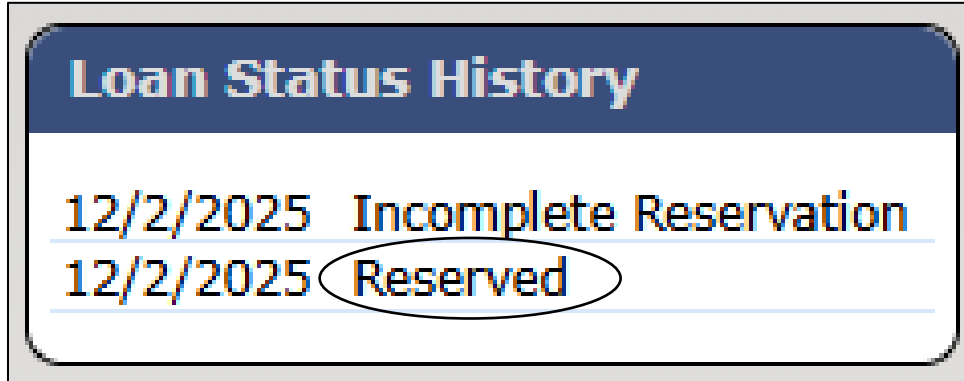 Loan Status History
12/2/2025 Incomplete Reservation
12/2/2025 Reserved